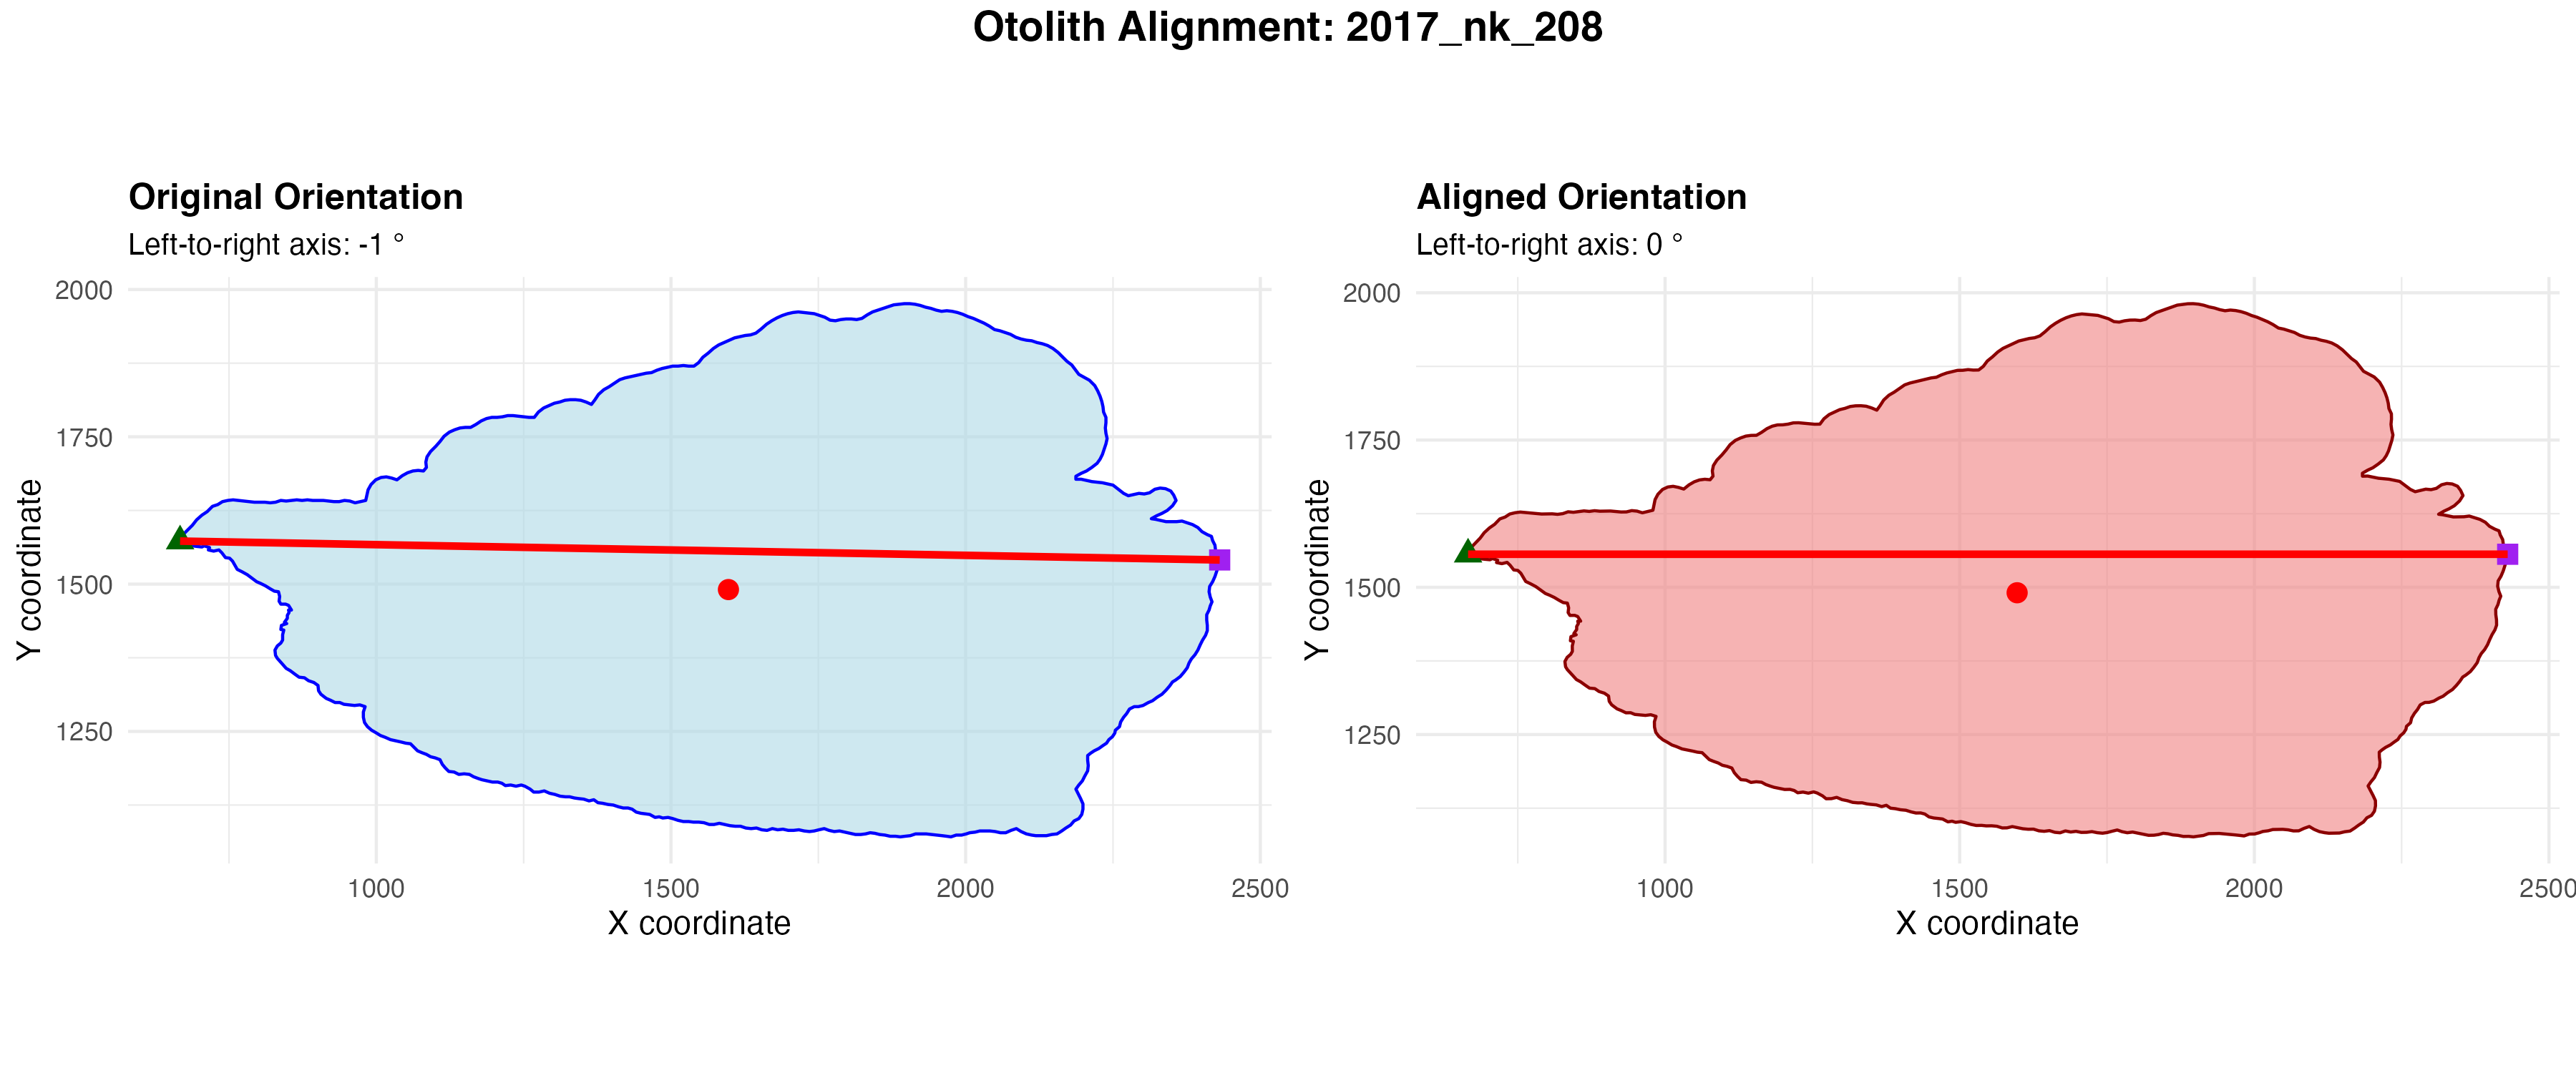 Otolith Alignment: 2017_nk_208
Original Orientation
Left-to-right axis: -1 °
2000
1750
1500
1250
Y coordinate
1000
1500
2000
2500
X coordinate
Aligned Orientation
Left-to-right axis: 0 °
2000
1750
1500
1250
Y coordinate
1000
1500
2000
2500
X coordinate